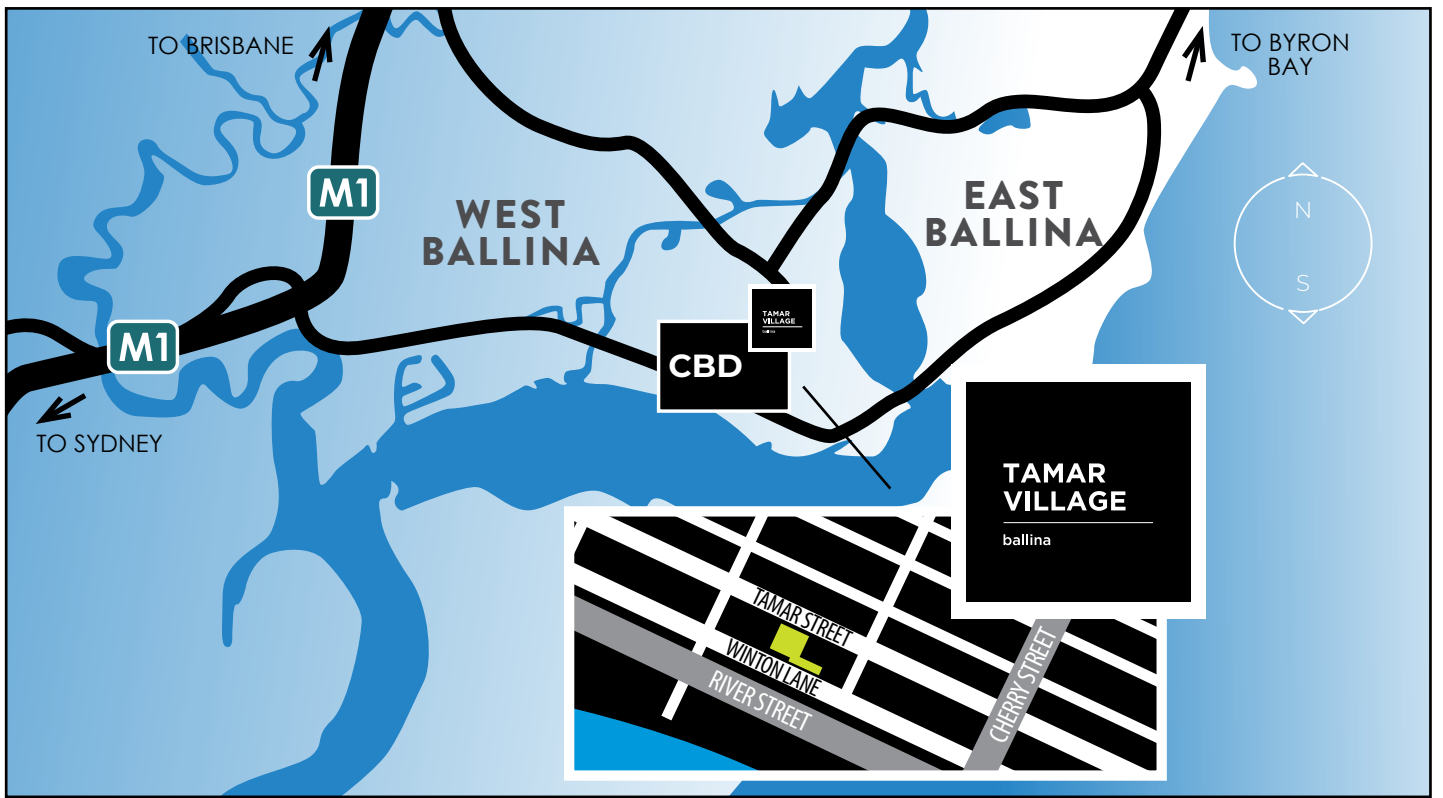 TO BRISBANE
TO BYRON
BAY
M1
WEST
BALLINA
EAST
BALLINA
N
S
TAMAR
VILLAGE
ballina
CBD
M1
TO SYDNEY
TAMAR
VILLAGE
ballina
TAMAR STREET
WINTON LANE
RIVER STREET
CHERRY STREET